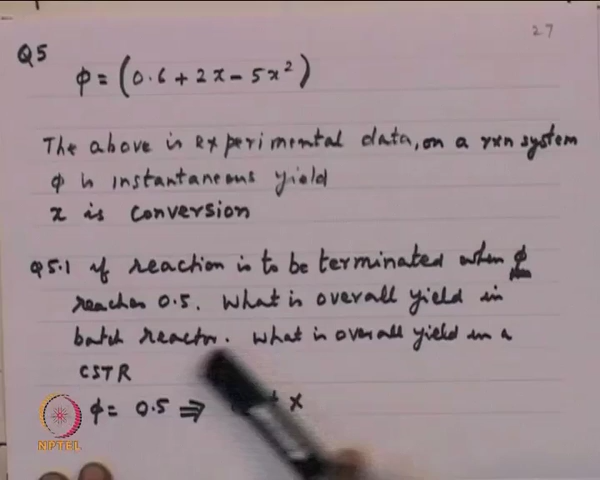 27
Q5
φ = (0.6 + 2x - 5x²)
The above is experimental data, on a rxn system
φ is instantaneous yield
x is conversion
Q5.1 if reaction is to be terminated when φ
reaches 0.5. What is overall yield in
batch reactor. What is overall yield in a
CSTR
φ = 0.5 ⇒ x
NPTEL